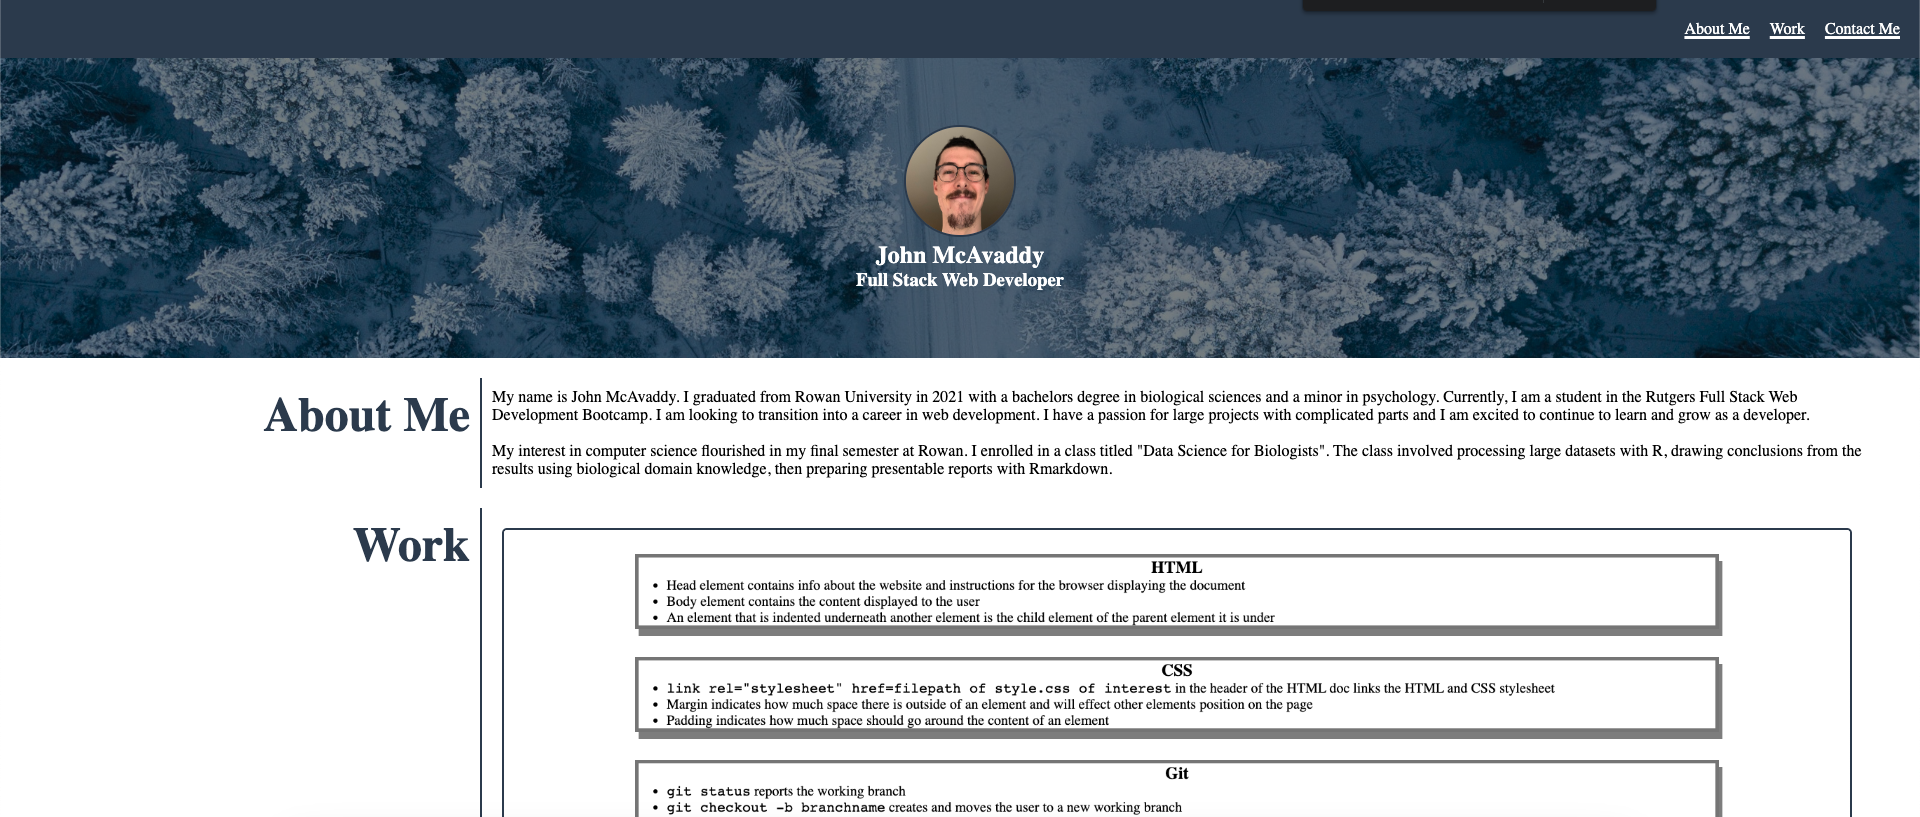 About Me Work Contact Me
John McAvaddy
Full Stack Web Developer
About Me
My name is John McAvaddy. I graduated from Rowan University in 2021 with a bachelors degree in biological sciences and a minor in psychology. Currently, I am a student in the Rutgers Full Stack Web
Development Bootcamp. I am looking to transition into a career in web development. I have a passion for large projects with complicated parts and I am excited to continue to learn and grow as a developer.
My interest in computer science flourished in my final semester at Rowan. I enrolled in a class titled "Data Science for Biologists". The class involved processing large datasets with R, drawing conclusions from the
results using biological domain knowledge, then preparing presentable reports with Rmarkdown.
Work
HTML
• Head element contains info about the website and instructions for the browser displaying the document
• Body element contains the content displayed to the user
• An element that is indented underneath another element is the child element of the parent element it is under
CSS
• link rel="stylesheet" href=filepath of style.css of interest in the header of the HTML doc links the HTML and CSS stylesheet
• Margin indicates how much space there is outside of an element and will effect other elements position on the page
• Padding indicates how much space should go around the content of an element
Git
• git status reports the working branch
• git checkout -b branchname creates and moves the user to a new working branch